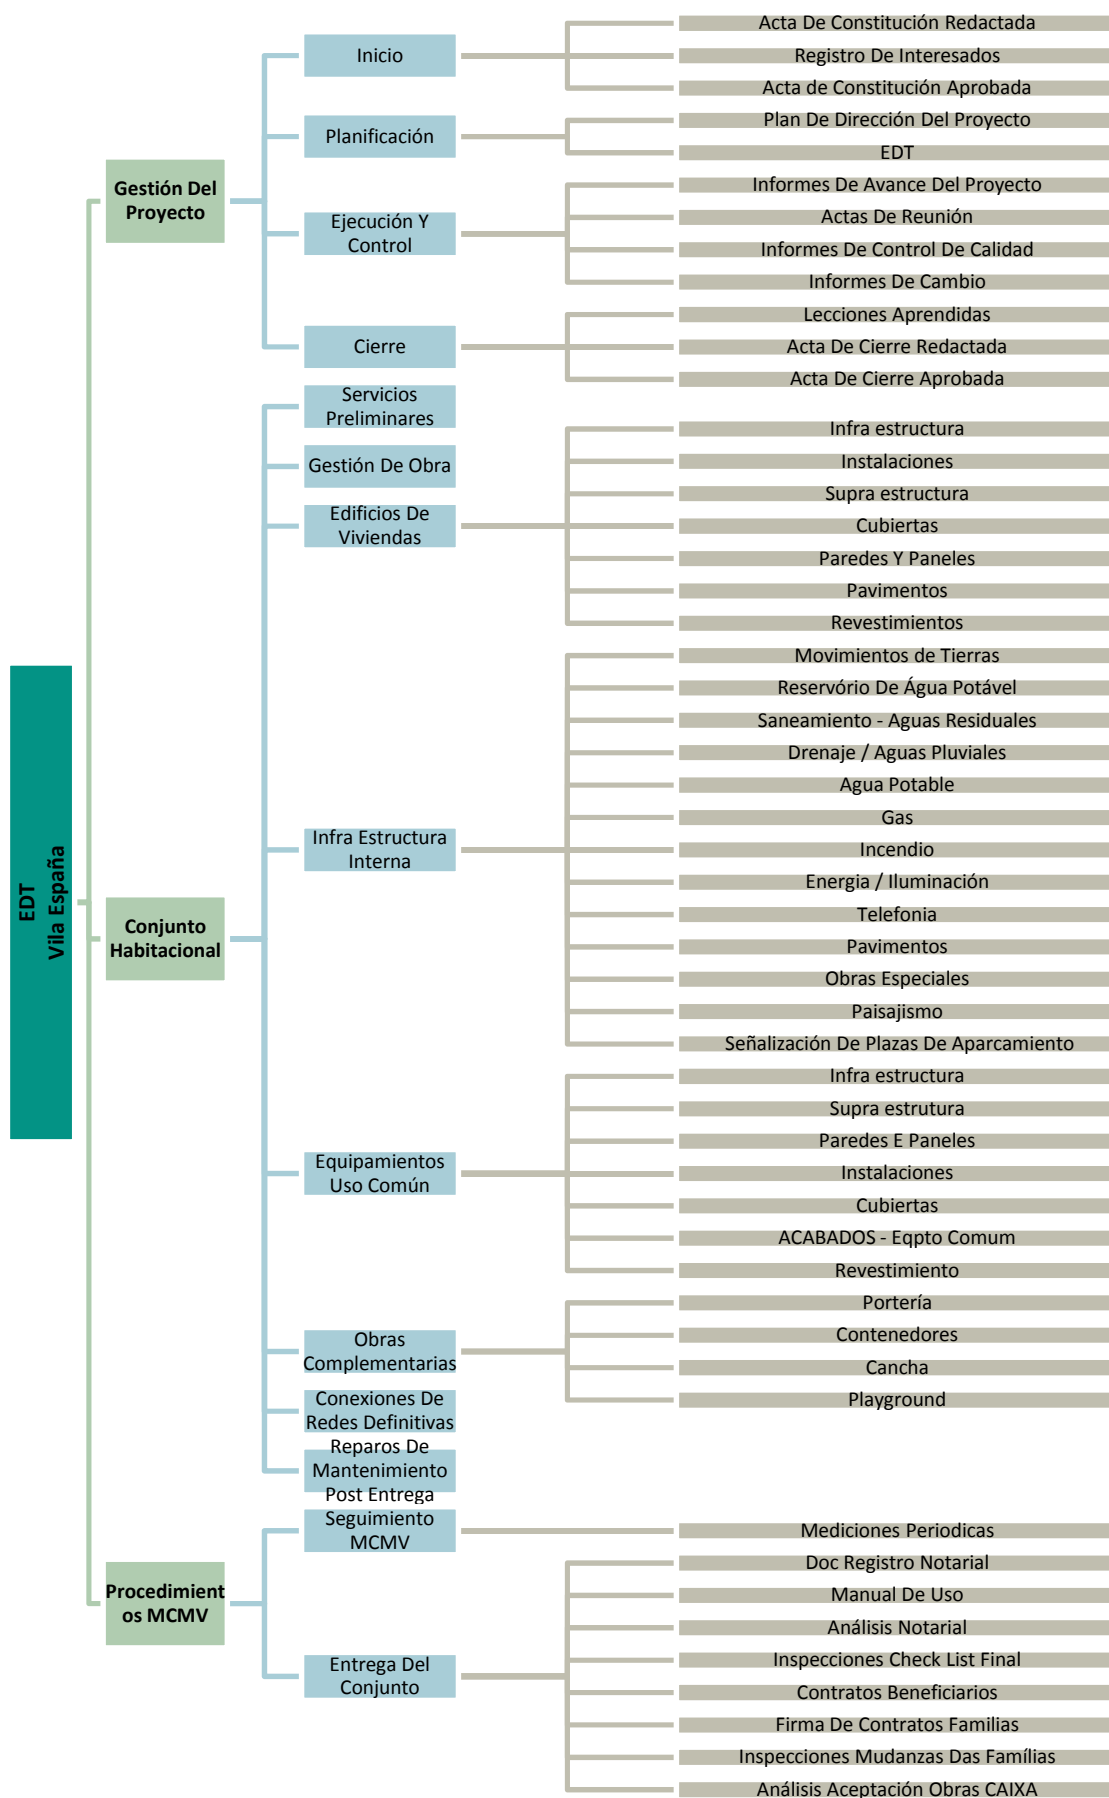 EDT
Vila España
Gestión Del
Proyecto
Inicio
Acta De Constitución Redactada
Registro De Interesados
Acta de Constitución Aprobada
Planificación
Plan De Dirección Del Proyecto
EDT
Ejecución Y
Control
Informes De Avance Del Proyecto
Actas De Reunión
Informes De Control De Calidad
Informes De Cambio
Cierre
Lecciones Aprendidas
Acta De Cierre Redactada
Acta De Cierre Aprobada
Conjunto
Habitacional
Servicios
Preliminares
Gestión De Obra
Edificios De
Viviendas
Infra estructura
Instalaciones
Supra estructura
Cubiertas
Paredes Y Paneles
Pavimentos
Revestimientos
Infra Estructura
Interna
Movimientos de Tierras
Reservório De Água Potável
Saneamiento - Aguas Residuales
Drenaje / Aguas Pluviales
Agua Potable
Gas
Incendio
Energia / Iluminación
Telefonia
Pavimentos
Obras Especiales
Paisajismo
Señalización De Plazas De Aparcamiento
Equipamientos
Uso Común
Infra estructura
Supra estrutura
Paredes E Paneles
Instalaciones
Cubiertas
ACABADOS - Eqpto Comum
Revestimiento
Obras
Complementarias
Portería
Contenedores
Cancha
Playground
Conexiones De
Redes Definitivas
Reparos De
Mantenimiento
Post Entrega
Procedimient
os MCMV
Seguimiento
MCMV
Mediciones Periodicas
Entrega Del
Conjunto
Doc Registro Notarial
Manual De Uso
Análisis Notarial
Inspecciones Check List Final
Contratos Beneficiarios
Firma De Contratos Familias
Inspecciones Mudanzas Das Famílias
Análisis Aceptación Obras CAIXA